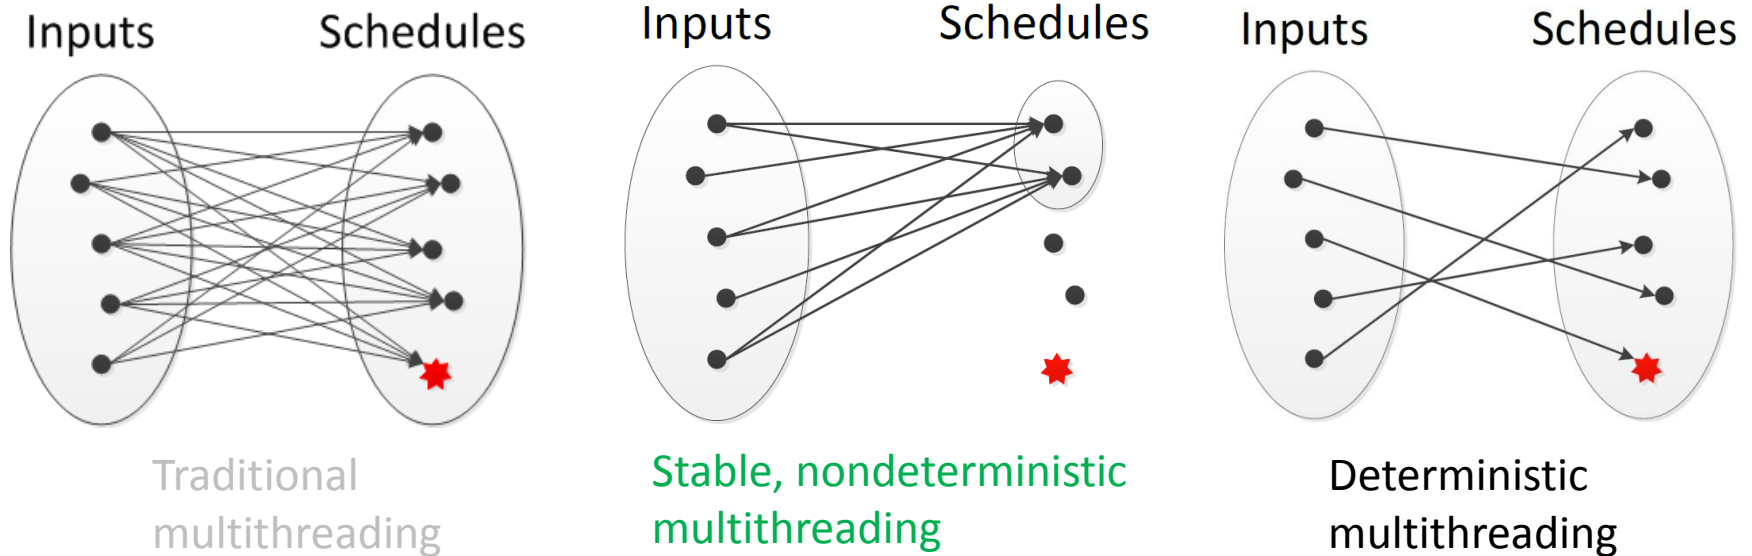 Inputs Schedules
Traditional
multithreading
Inputs Schedules
Stable, nondeterministic
multithreading
Inputs Schedules
Deterministic
multithreading